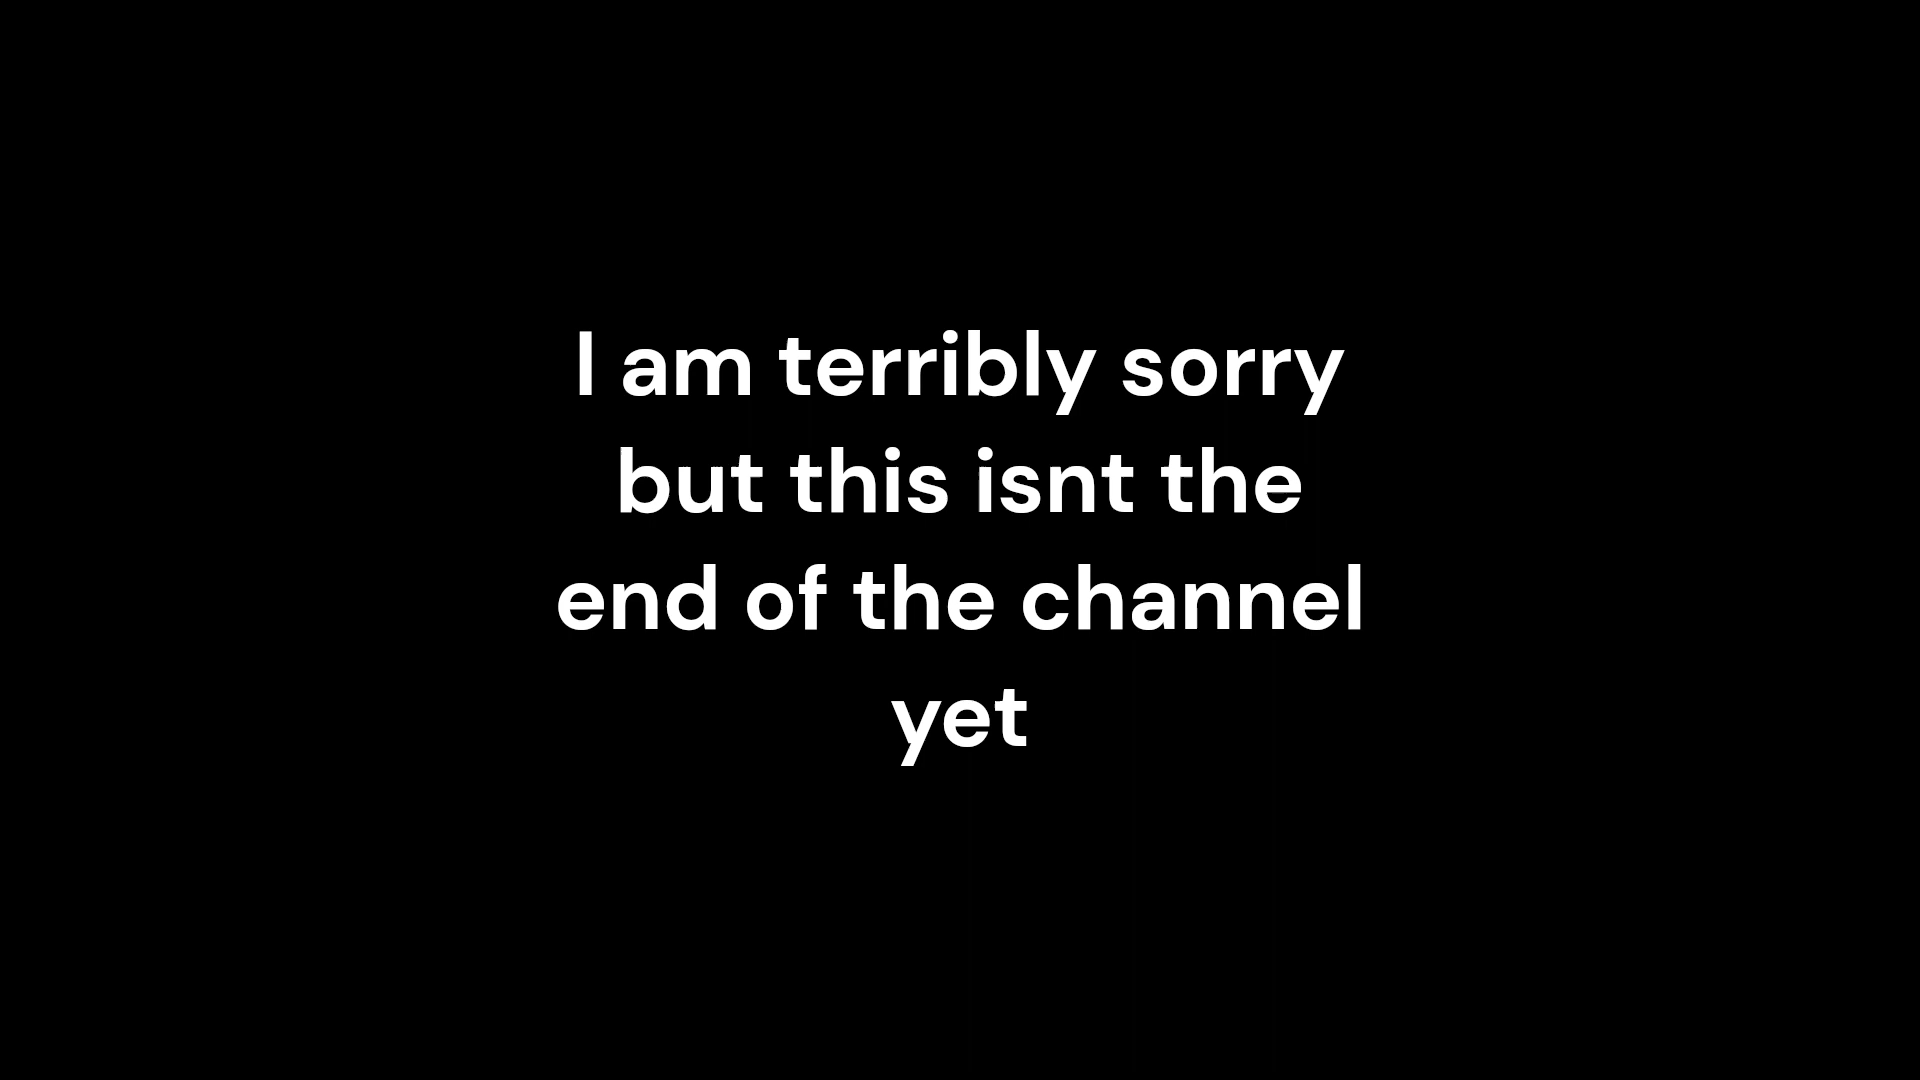 I am terribly sorry
but this isnt the
end of the channel
yet